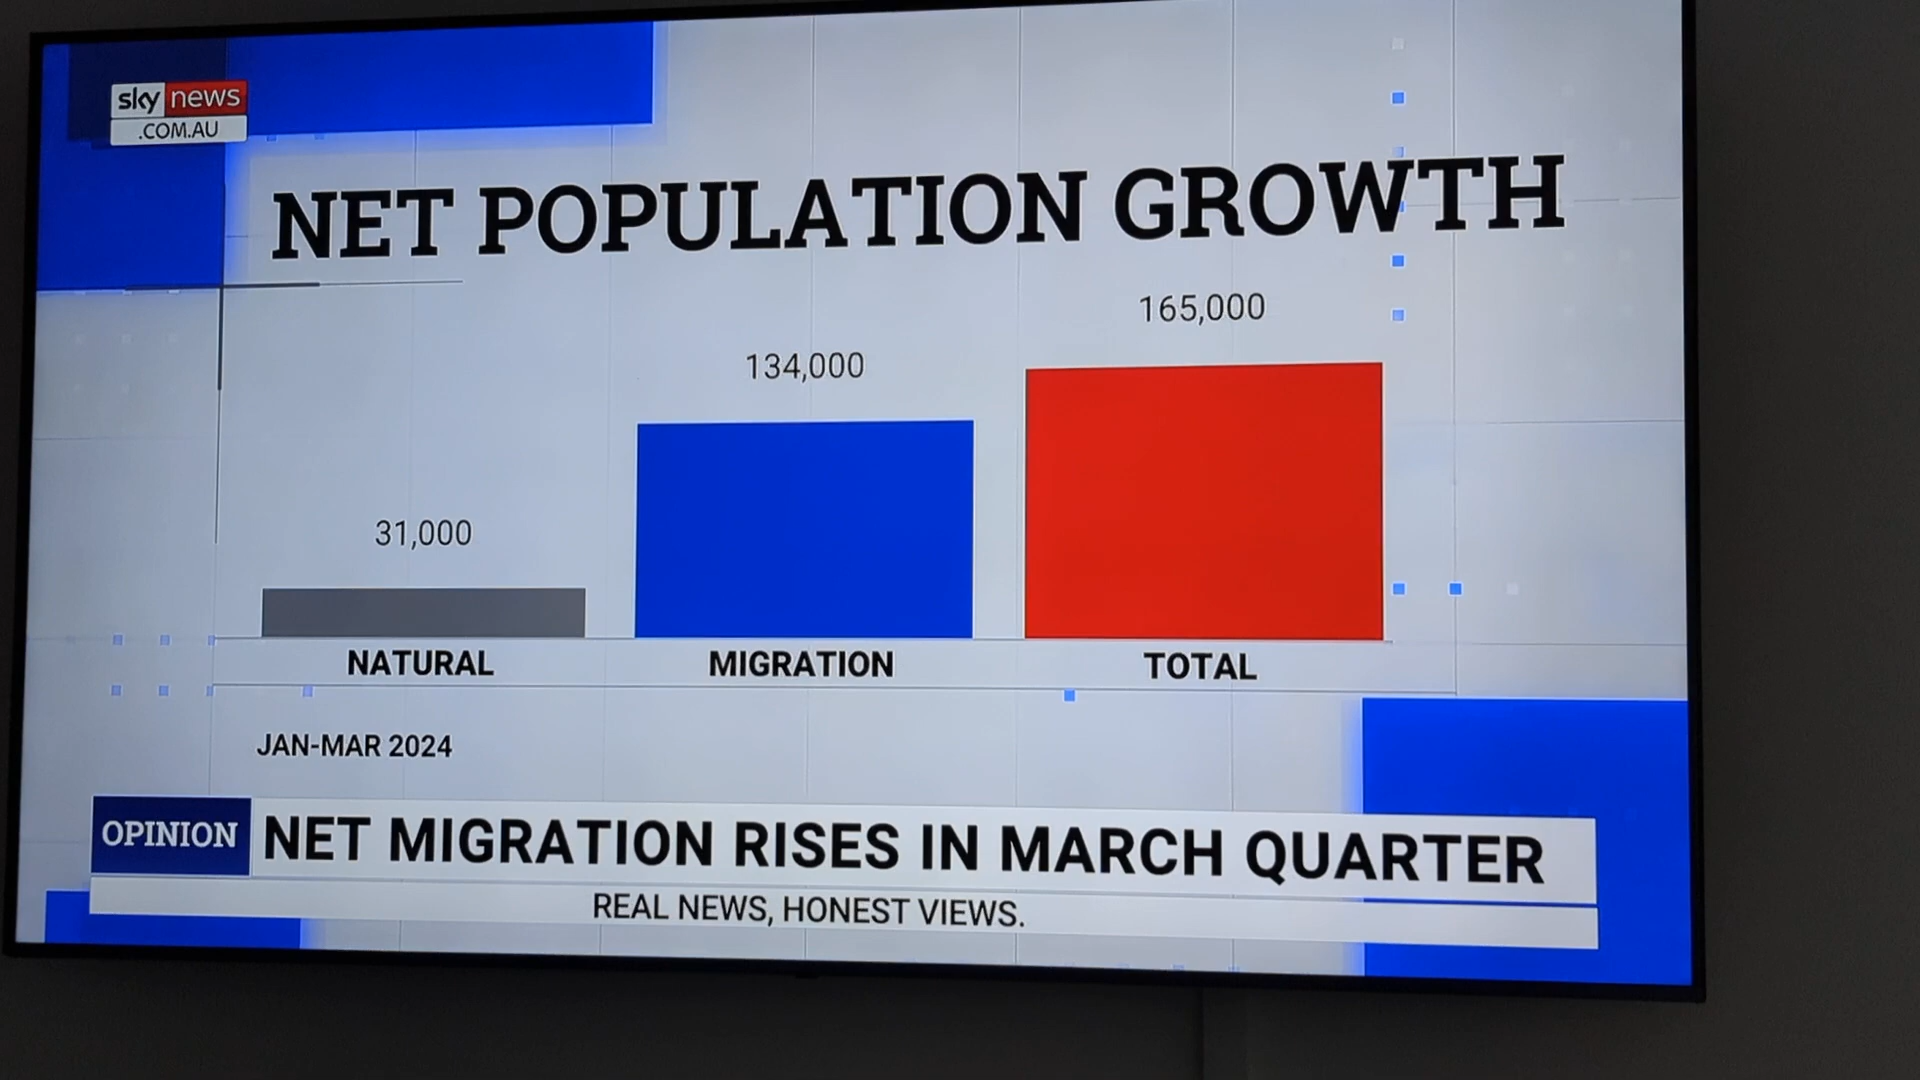 sky news
.COM.AU
NET POPULATION GROWTH
165,000
134,000
31,000
NATURAL MIGRATION TOTAL
JAN-MAR 2024
OPINION NET MIGRATION RISES IN MARCH QUARTER
REAL NEWS, HONEST VIEWS.